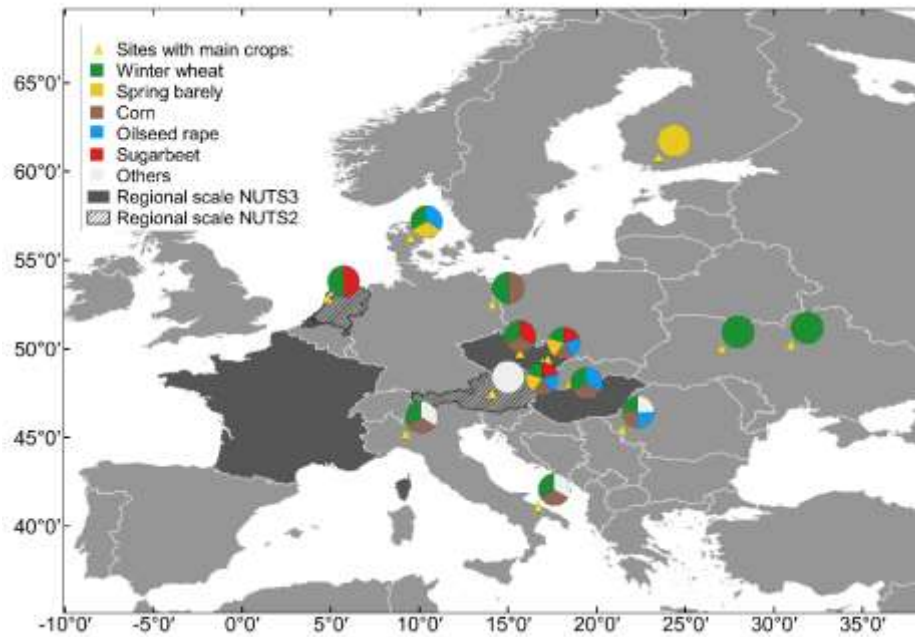 Sites with main crops:
Winter wheat
Spring barely
Corn
Oilseed rape
Sugarbeet
Others
Regional scale NUTS3
Regional scale NUTS2
65°0'
60°0'
55°0'
50°0'
45°0'
40°0'
-10°0' -5°0' 0°0' 5°0' 10°0' 15°0' 20°0' 25°0' 30°0' 35°0'